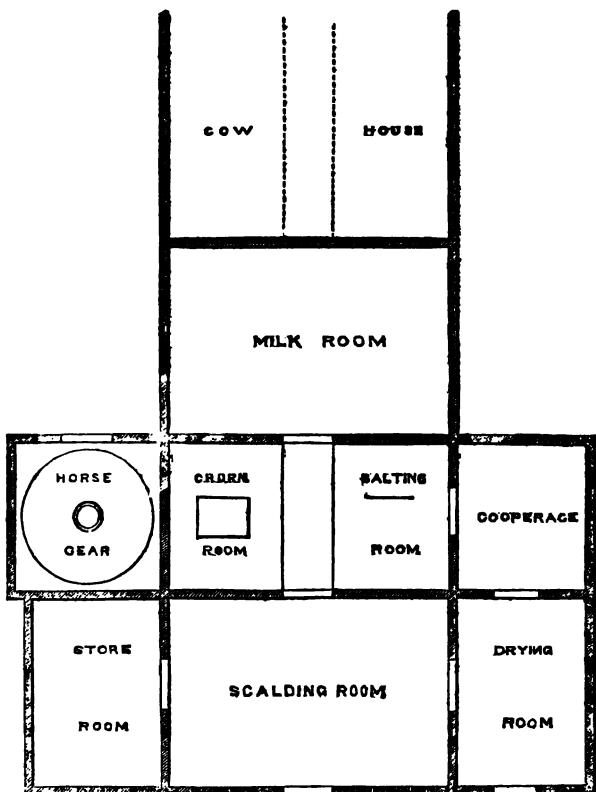 COW HOUSE
MILK ROOM
HORSE
GEAR
CHURN
ROOM
SALTING
ROOM
COOPERAGE
STORE
ROOM
SCALDING ROOM
DRYING
ROOM